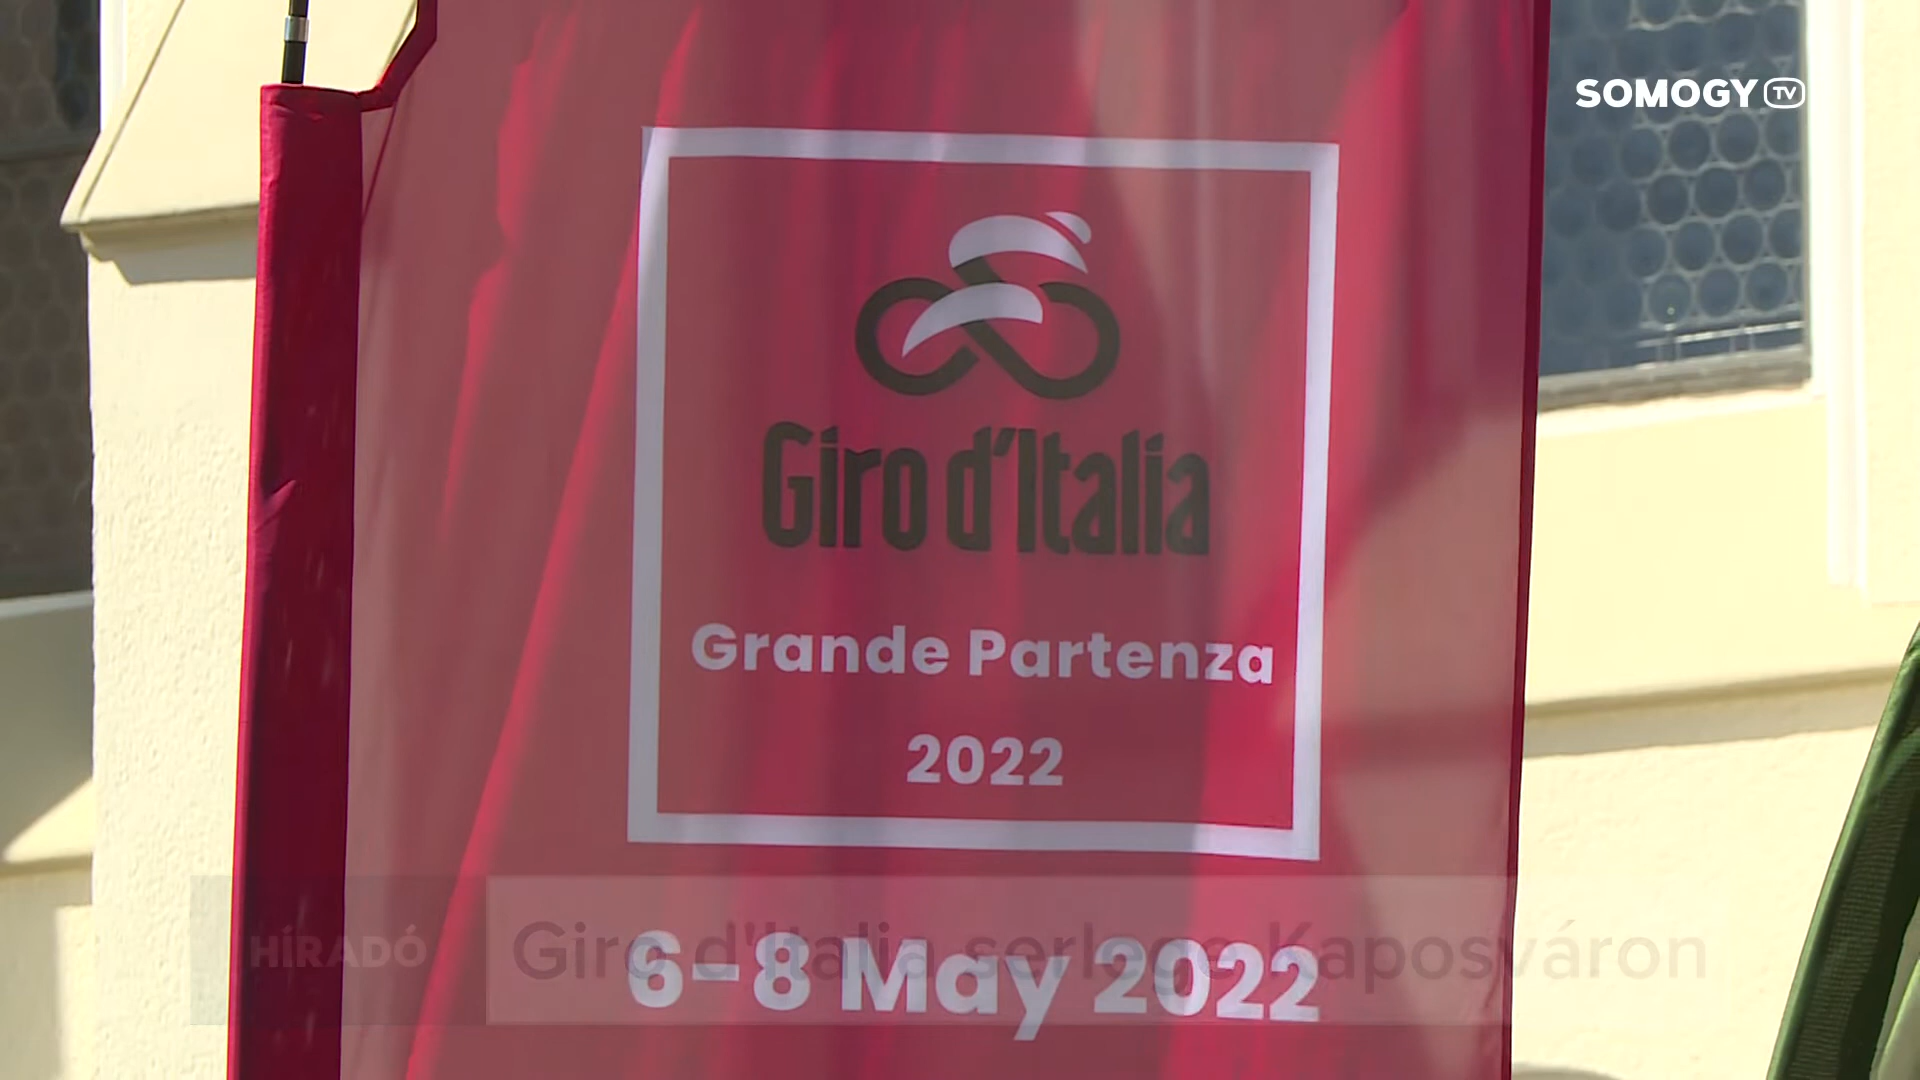 SOMOGY TV
Giro d'Italia
Grande Partenza
2022
6-8 May 2022
HÍRADÓ
Giro d'Italia serlege Kaposváron